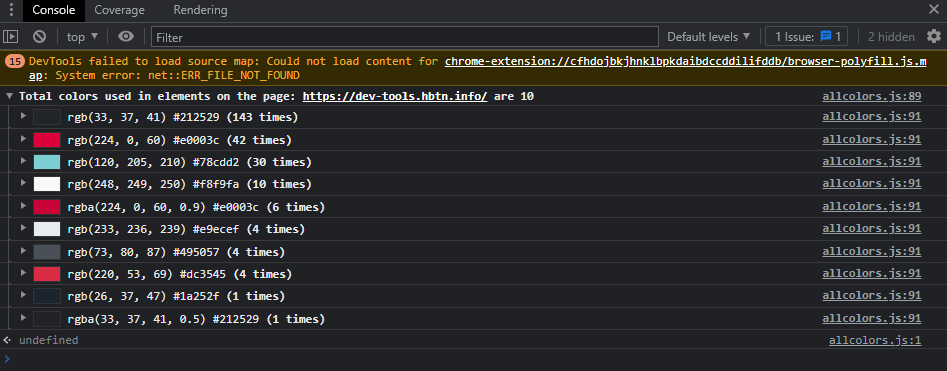 Console Coverage Rendering
top Filter Default levels 1 Issue: 1 2 hidden
15 DevTools failed to load source map: Could not load content for chrome-extension://cfhdojbkjhnklbpkdaibdccddilifddb/browser-polyfill.js.m
ap: System error: net::ERR_FILE_NOT_FOUND
Total colors used in elements on the page: https://dev-tools.hbtn.info/ are 10 allcolors.js:89
rgb(33, 37, 41) #212529 (143 times) allcolors.js:91
rgb(224, 0, 60) #e0003c (42 times) allcolors.js:91
rgb(120, 205, 210) #78cdd2 (30 times) allcolors.js:91
rgb(248, 249, 250) #f8f9fa (10 times) allcolors.js:91
rgba(224, 0, 60, 0.9) #e0003c (6 times) allcolors.js:91
rgb(233, 236, 239) #e9ecef (4 times) allcolors.js:91
rgb(73, 80, 87) #495057 (4 times) allcolors.js:91
rgb(220, 53, 69) #dc3545 (4 times) allcolors.js:91
rgb(26, 37, 47) #1a252f (1 times) allcolors.js:91
rgba(33, 37, 41, 0.5) #212529 (1 times) allcolors.js:91
undefined allcolors.js:1